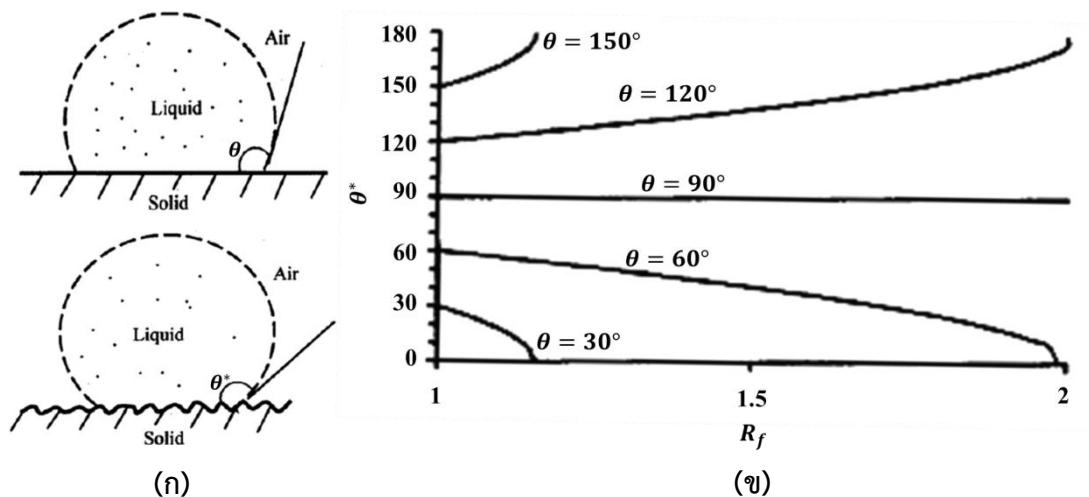 Air
Liquid
θ
Solid
Air
Liquid
θ*
Solid
(ก)
180
150
120
90
60
30
0
θ*
θ = 150°
θ = 120°
θ = 90°
θ = 60°
θ = 30°
1
1.5
2
R_f
(ข)